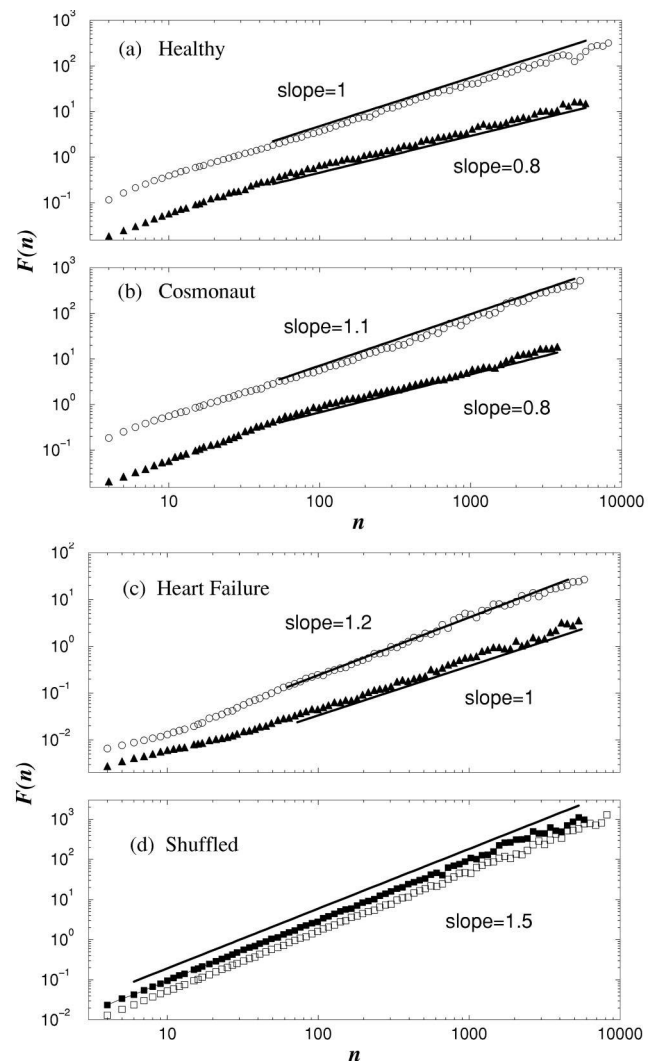 10³
(a) Healthy
10²
slope=1
10¹
10⁰
slope=0.8
10⁻¹
F(n)
10³
(b) Cosmonaut
10²
slope=1.1
10¹
10⁰
slope=0.8
10⁻¹
10 100 1000 10000
n
10²
(c) Heart Failure
10¹
slope=1.2
10⁰
10⁻¹
slope=1
10⁻²
F(n)
10³
(d) Shuffled
10²
10¹
slope=1.5
10⁰
10⁻¹
10⁻²
10 100 1000 10000
n